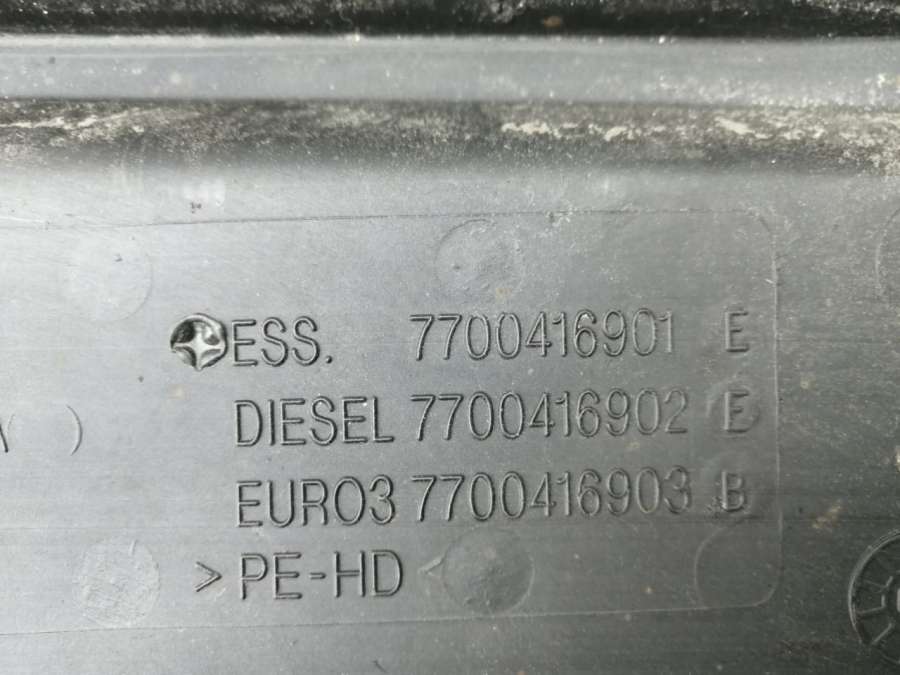 ESS. 7700416901 E
DIESEL 7700416902 E
EURO3 7700416903 B
>PE-HD<